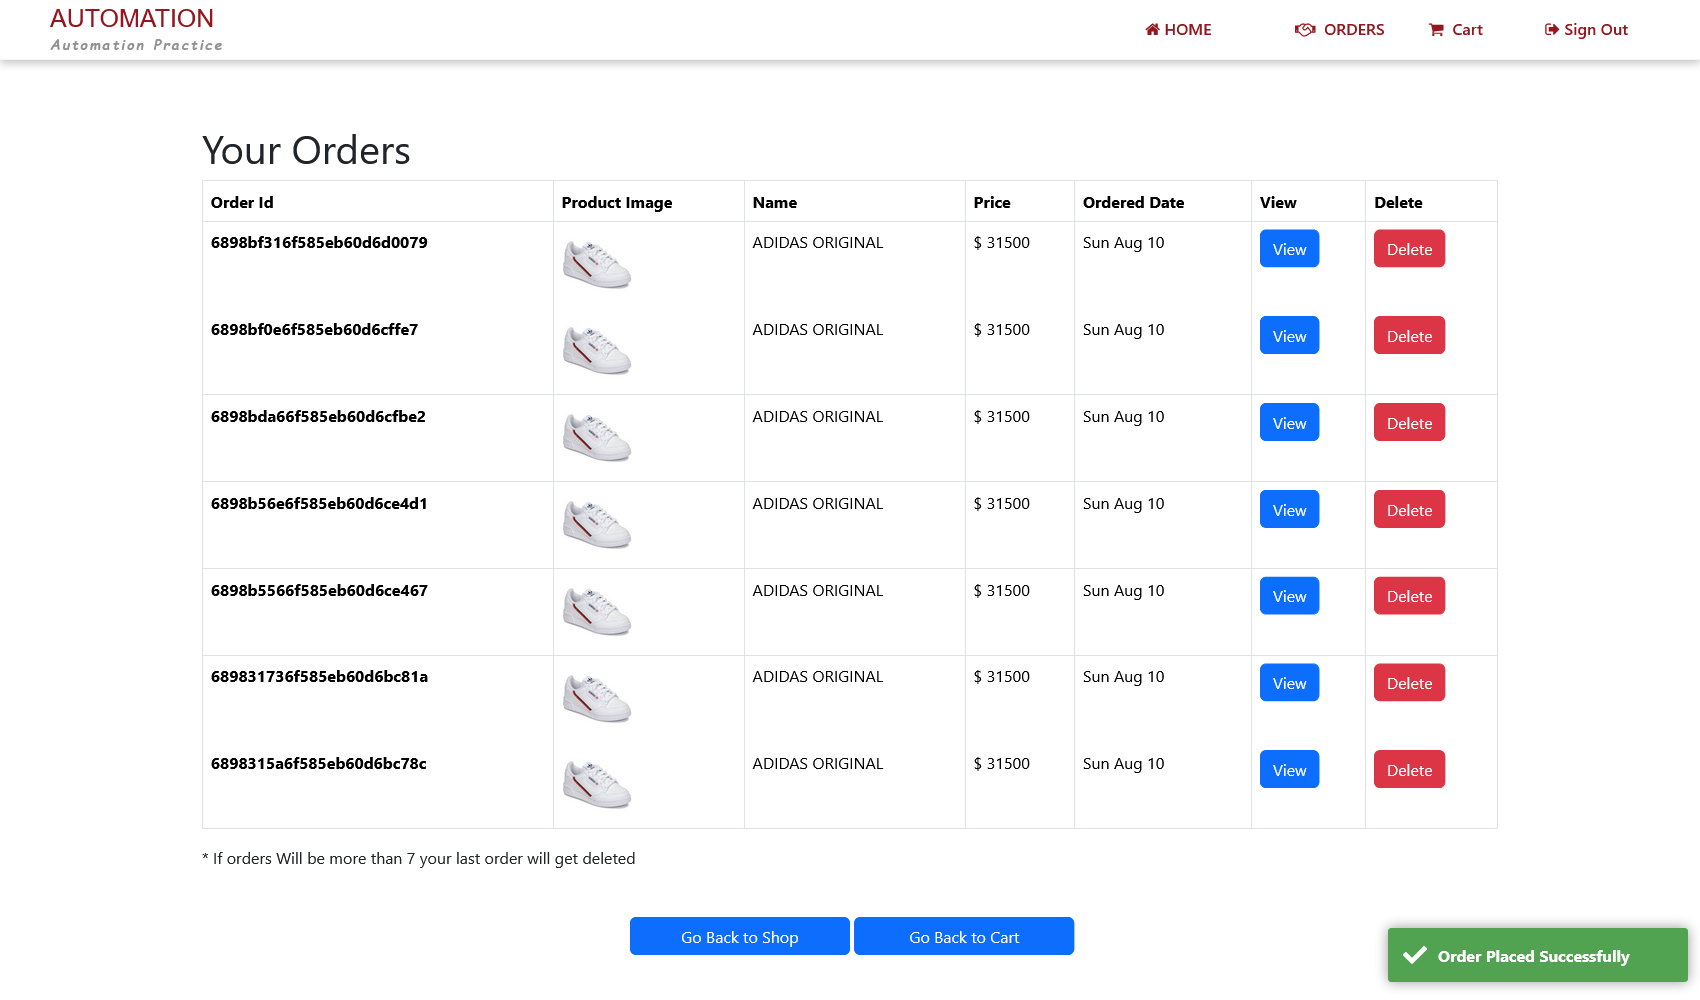 AUTOMATION
Automation Practice
HOME ORDERS Cart Sign Out
Your Orders
Order Id Product Image Name Price Ordered Date View Delete
6898bf316f585eb60d6d0079 ADIDAS ORIGINAL $ 31500 Sun Aug 10 View Delete
6898bf0e6f585eb60d6cffe7 ADIDAS ORIGINAL $ 31500 Sun Aug 10 View Delete
6898bda66f585eb60d6cfbe2 ADIDAS ORIGINAL $ 31500 Sun Aug 10 View Delete
6898b56e6f585eb60d6ce4d1 ADIDAS ORIGINAL $ 31500 Sun Aug 10 View Delete
6898b5566f585eb60d6ce467 ADIDAS ORIGINAL $ 31500 Sun Aug 10 View Delete
689831736f585eb60d6bc81a ADIDAS ORIGINAL $ 31500 Sun Aug 10 View Delete
6898315a6f585eb60d6bc78c ADIDAS ORIGINAL $ 31500 Sun Aug 10 View Delete
* If orders Will be more than 7 your last order will get deleted
Go Back to Shop Go Back to Cart
Order Placed Successfully